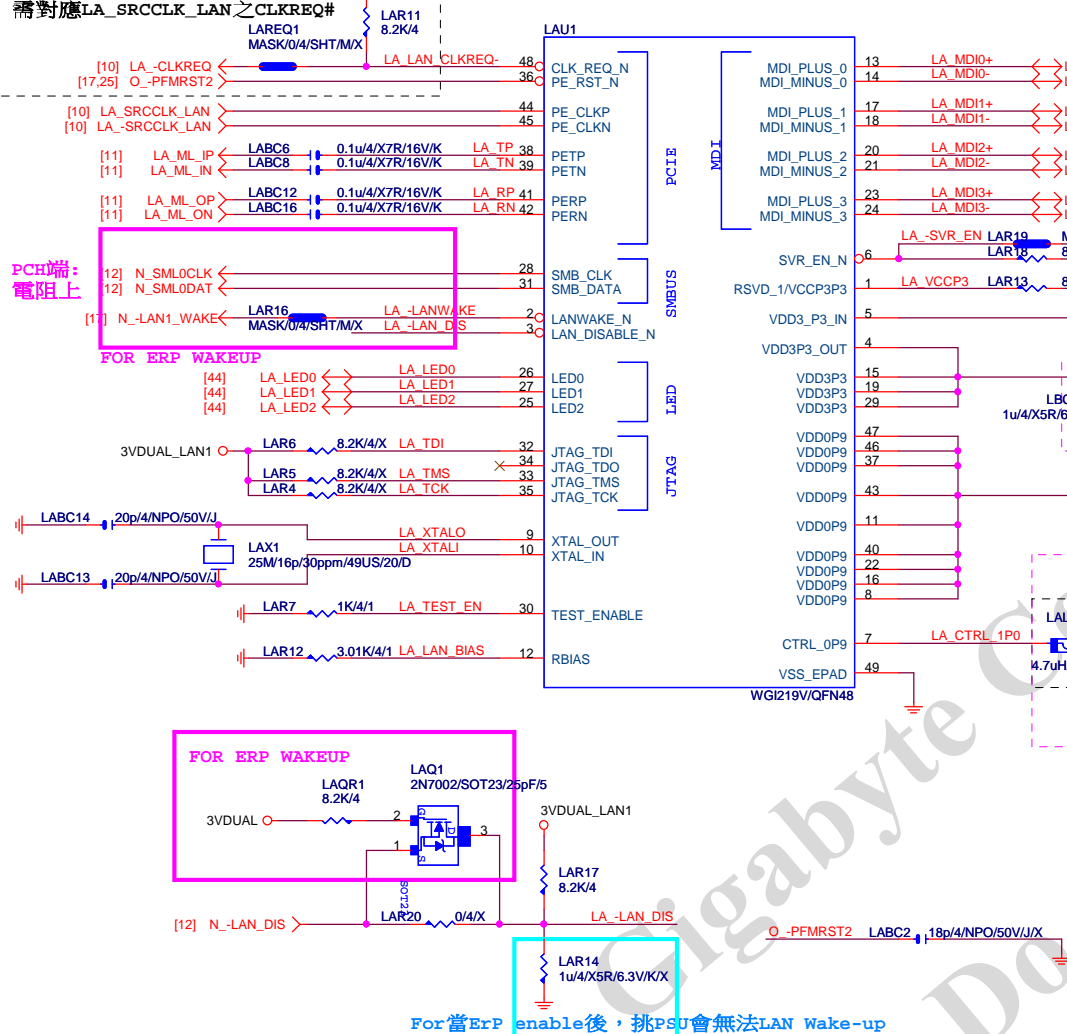 需對應LA_SRCCLK_LAN之CLKREQ#
LAREQ1
MASK/0/4/SHT/M/X
LAR11
8.2K/4
LAU1
[10] LA_-CLKREQ
LA_LAN_CLKREQ-
48
CLK_REQ_N
[17,25] O_-PFMRST2
36
PE_RST_N
[10] LA_SRCCLK_LAN
44
PE_CLKP
[10] LA_-SRCCLK_LAN
45
PE_CLKN
[11] LA_ML_IP
LABC6
0.1u/4/X7R/16V/K
LA_TP
38
PETP
[11] LA_ML_IN
LABC8
0.1u/4/X7R/16V/K
LA_TN
39
PETN
[11] LA_ML_OP
LABC12
0.1u/4/X7R/16V/K
LA_RP
41
PERP
[11] LA_ML_ON
LABC16
0.1u/4/X7R/16V/K
LA_RN
42
PERN
PCIE
PCH端:
電阻上
[12] N_SML0CLK
28
SMB_CLK
[12] N_SML0DAT
31
SMB_DATA
SMBUS
[17] N_-LAN1_WAKE
LAR16
MASK/0/4/SHT/M/X
LA_-LANWAKE
2
LANWAKE_N
LA_-LAN_DIS
3
LAN_DISABLE_N
FOR ERP WAKEUP
[44] LA_LED0
LA_LED0
26
LED0
[44] LA_LED1
LA_LED1
27
LED1
[44] LA_LED2
LA_LED2
25
LED2
LED
3VDUAL_LAN1
LAR6
8.2K/4/X
LA_TDI
32
JTAG_TDI
34
JTAG_TDO
LAR5
8.2K/4/X
LA_TMS
33
JTAG_TMS
LAR4
8.2K/4/X
LA_TCK
35
JTAG_TCK
JTAG
LABC14
20p/4/NPO/50V/J
LA_XTALO
9
XTAL_OUT
LAX1
25M/16p/30ppm/49US/20/D
LA_XTALI
10
XTAL_IN
LABC13
20p/4/NPO/50V/J
LAR7
1K/4/1
LA_TEST_EN
30
TEST_ENABLE
LAR12
3.01K/4/1
LA_LAN_BIAS
12
RBIAS
MDI
MDI_PLUS_0
13
LA_MDI0+
MDI_MINUS_0
14
LA_MDI0-
MDI_PLUS_1
17
LA_MDI1+
MDI_MINUS_1
18
LA_MDI1-
MDI_PLUS_2
20
LA_MDI2+
MDI_MINUS_2
21
LA_MDI2-
MDI_PLUS_3
23
LA_MDI3+
MDI_MINUS_3
24
LA_MDI3-
SVR_EN_N
6
LA_-SVR_EN
LAR19
LAR18
RSVD_1/VCCP3P3
1
LA_VCCP3
LAR13
VDD3_P3_IN
5
VDD3P3_OUT
4
VDD3P3
15
VDD3P3
19
VDD3P3
29
VDD0P9
47
VDD0P9
46
VDD0P9
37
VDD0P9
43
VDD0P9
11
VDD0P9
40
VDD0P9
22
VDD0P9
16
VDD0P9
8
CTRL_0P9
7
LA_CTRL_1P0
VSS_EPAD
49
WGI219V/QFN48
LBC
1u/4/X5R/6
LAL
4.7uH
FOR ERP WAKEUP
LAQR1
8.2K/4
LAQ1
2N7002/SOT23/25pF/5
3VDUAL
2
G
D
3
1
S
3VDUAL_LAN1
LAR17
8.2K/4
[12] N_-LAN_DIS
LAR20
0/4/X
LA_-LAN_DIS
LAR14
1u/4/X5R/6.3V/K/X
O_-PFMRST2
LABC2
18p/4/NPO/50V/J/X
For當ErP enable後，挑PSU會無法LAN Wake-up
Gigabyte Co
Do